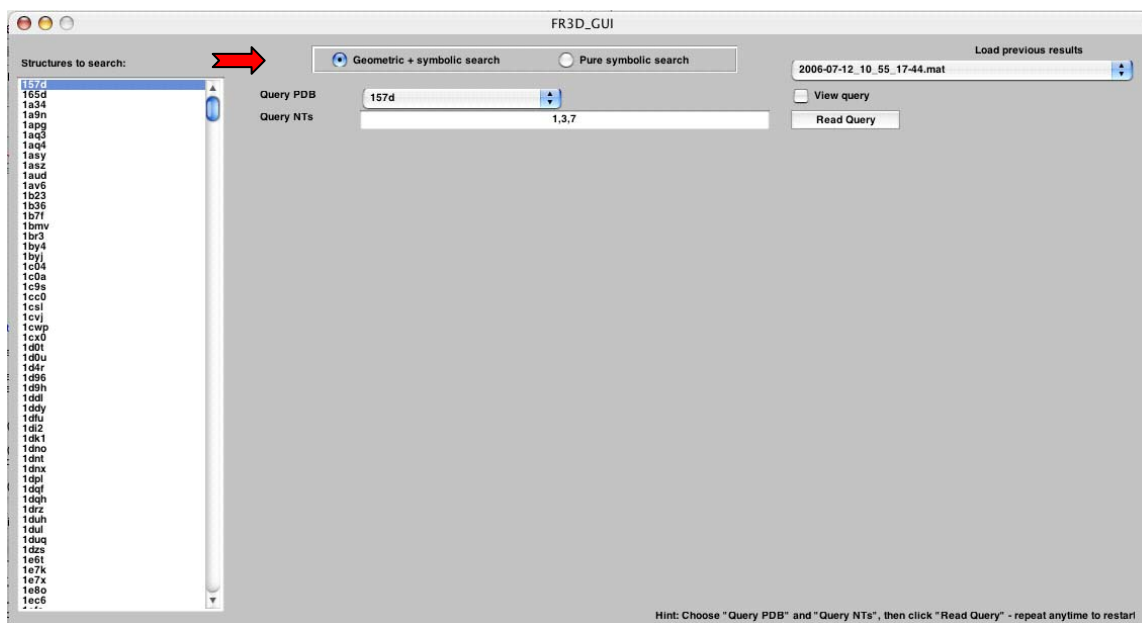 FR3D_GUI
Structures to search:
Geometric + symbolic search
Pure symbolic search
Load previous results
2006-07-12_10_55_17-44.mat
Query PDB
157d
View query
Query NTs
1,3,7
Read Query
157d
165d
1a34
1a9n
1apg
1aq3
1aq4
1asy
1asz
1aud
1av6
1b23
1b36
1b7f
1bmv
1br3
1by4
1byj
1c04
1c0a
1c9s
1cc0
1csl
1cvj
1cwp
1cx0
1d0t
1d0u
1d4r
1d96
1d9h
1ddl
1ddy
1dfu
1di2
1dk1
1dno
1dnt
1dnx
1dpl
1dqf
1dqh
1drz
1duh
1dul
1duq
1dzs
1e6t
1e7k
1e7x
1e8o
1ec6
Hint: Choose "Query PDB" and "Query NTs", then click "Read Query" - repeat anytime to restart